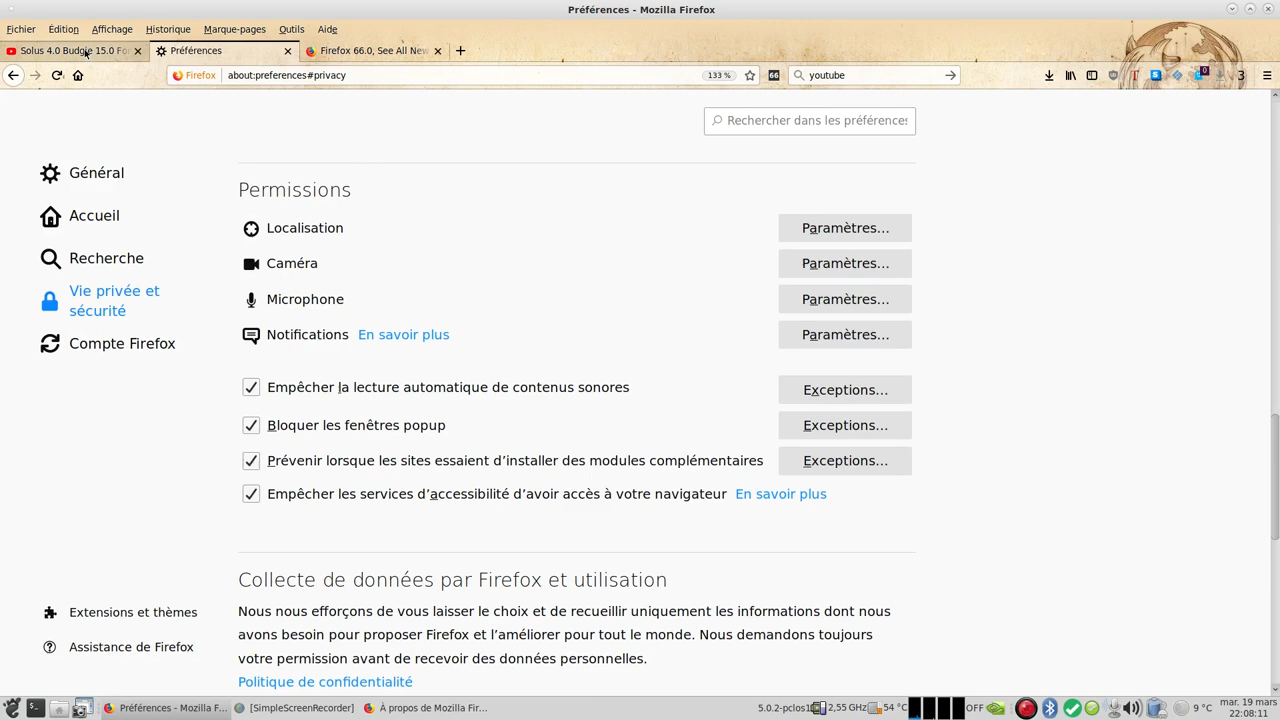 Préférences - Mozilla Firefox
Fichier Édition Affichage Historique Marque-pages Outils Aide
Solus 4.0 Budgie 15.0 For Préférences Firefox 66.0, See All New
Firefox about:preferences#privacy 133 % 66 youtube 0 3
Rechercher dans les préférences
Général
Accueil
Recherche
Vie privée et
sécurité
Compte Firefox
Extensions et thèmes
Assistance de Firefox
Permissions
Localisation Paramètres…
Caméra Paramètres…
Microphone Paramètres…
Notifications En savoir plus Paramètres…
Empêcher la lecture automatique de contenus sonores Exceptions…
Bloquer les fenêtres popup Exceptions…
Prévenir lorsque les sites essaient d’installer des modules complémentaires Exceptions…
Empêcher les services d’accessibilité d’avoir accès à votre navigateur En savoir plus
Collecte de données par Firefox et utilisation
Nous nous efforçons de vous laisser le choix et de recueillir uniquement les informations dont nous
avons besoin pour proposer Firefox et l’améliorer pour tout le monde. Nous demandons toujours
votre permission avant de recevoir des données personnelles.
Politique de confidentialité
Préférences - Mozilla F… [SimpleScreenRecorder] À propos de Mozilla Fir… 5.0.2-pclos1 2,55 GHz 54 °C OFF 9 °C mar. 19 mars
22:08:11